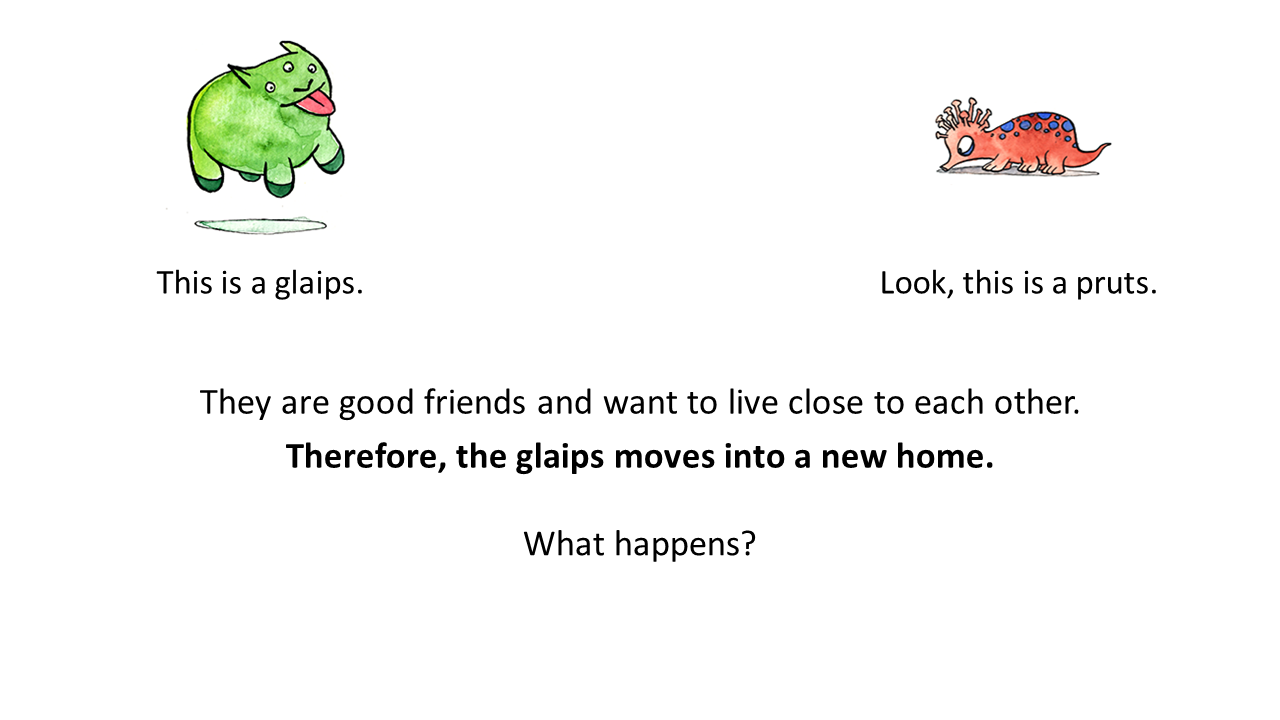 This is a glaips.
Look, this is a pruts.
They are good friends and want to live close to each other.
Therefore, the glaips moves into a new home.
What happens?